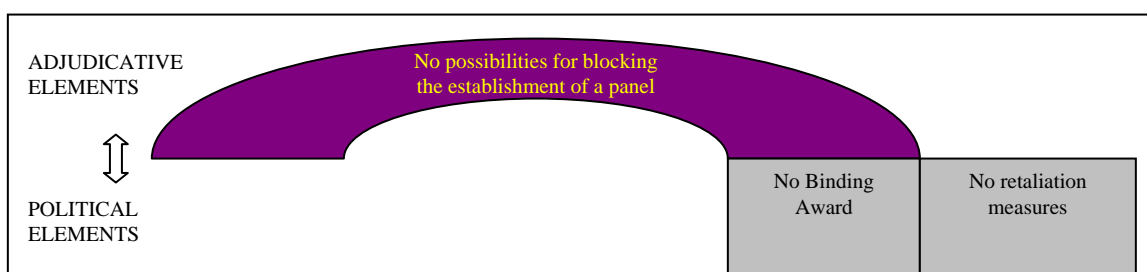 ADJUDICATIVE
ELEMENTS
No possibilities for blocking
the establishment of a panel
POLITICAL
ELEMENTS
No Binding
Award
No retaliation
measures